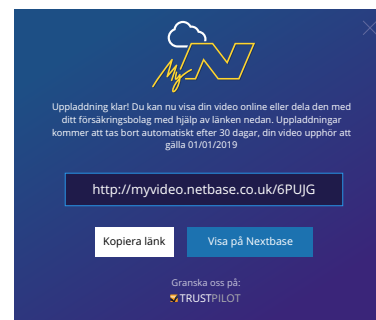 My N
Uppladdning klar! Du kan nu visa din video online eller dela den med
ditt försäkringsbolag med hjälp av länken nedan. Uppladdningar
kommer att tas bort automatiskt efter 30 dagar, din video upphör att
gälla 01/01/2019
http://myvideo.netbase.co.uk/6PUJG
Kopiera länk
Visa på Nextbase
Granska oss på:
TRUSTPILOT